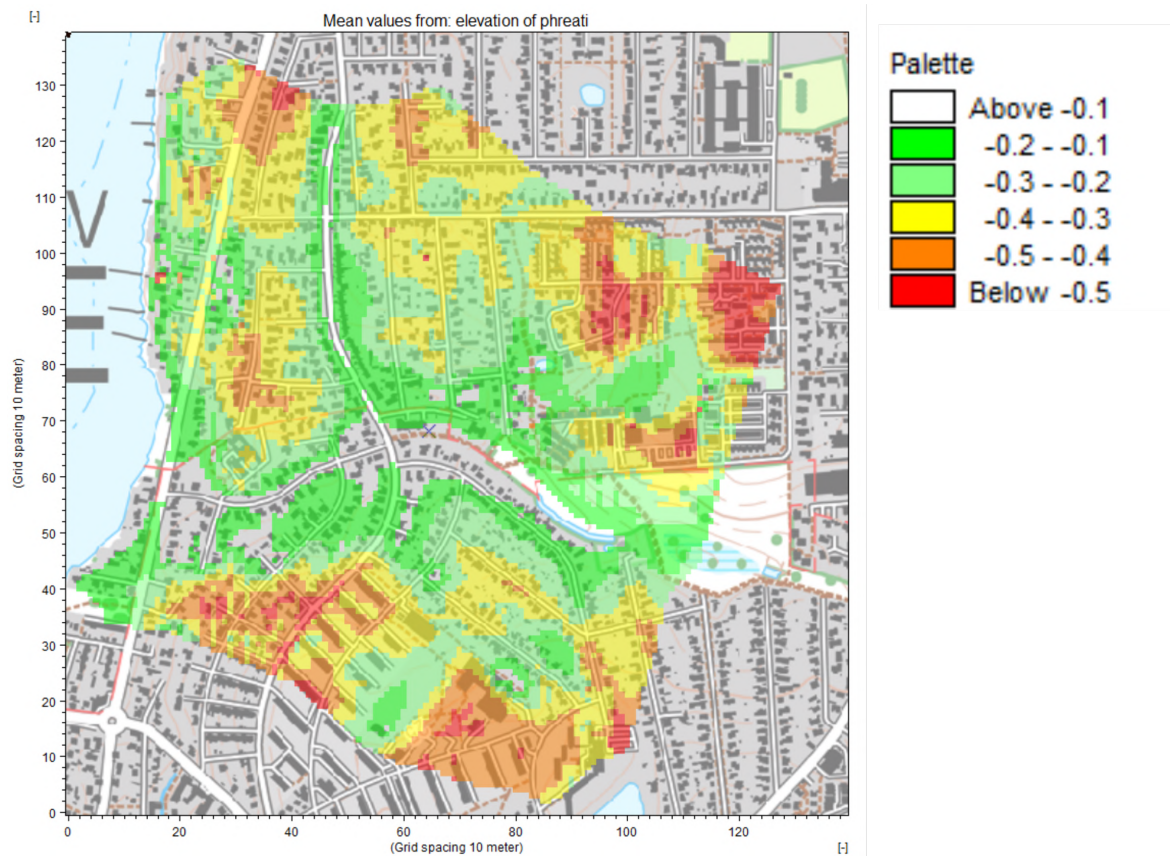 [-]
Mean values from: elevation of phreati
130
120
110
100
90
80
70
60
50
40
30
20
10
0
(Grid spacing 10 meter)
0
20
40
60
80
100
120
(Grid spacing 10 meter)
[-]
V
Palette
Above -0.1
-0.2 - -0.1
-0.3 - -0.2
-0.4 - -0.3
-0.5 - -0.4
Below -0.5